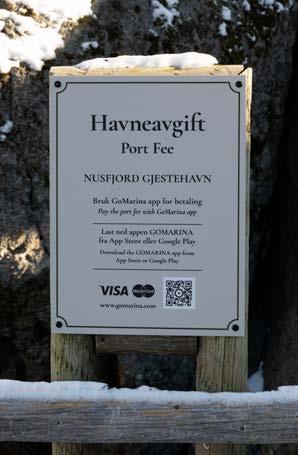 Havneavgift
Port Fee
NUSFJORD GJESTEHAVN
Bruk GoMarina app for betaling
Pay the port fee with GoMarina app
Last ned appen GOMARINA
fra App Store eller Google Play
Download the GOMARINA app from
App Store or Google Play
VISA
www.gomarina.com